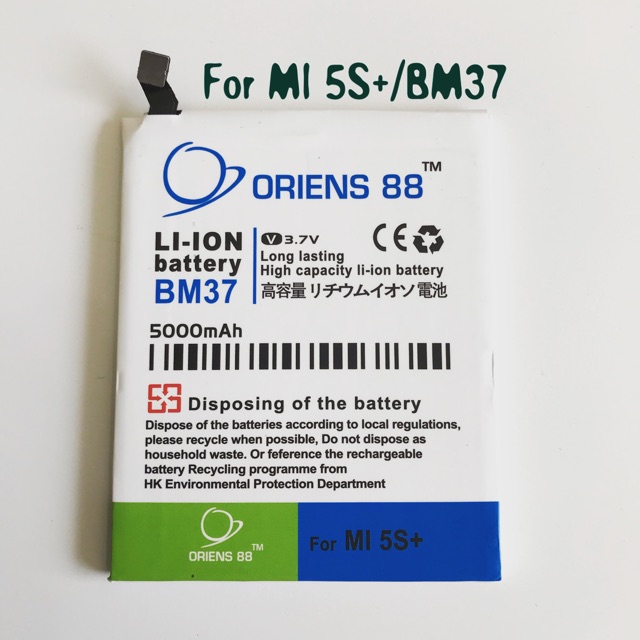 For MI 5S+/BM37
ORIENS 88™
LI-ION
battery
BM37
V 3.7V
CE
Long lasting
High capacity li-ion battery
高容量 リチウムイオソ 電池
5000mAh
Disposing of the battery
Dispose of the batteries according to local regulations,
please recycle when possible, Do not dispose as
household waste. Or reference the rechargeable
battery Recycling programme from
HK Environmental Protection Department
ORIENS 88™
For MI 5S+